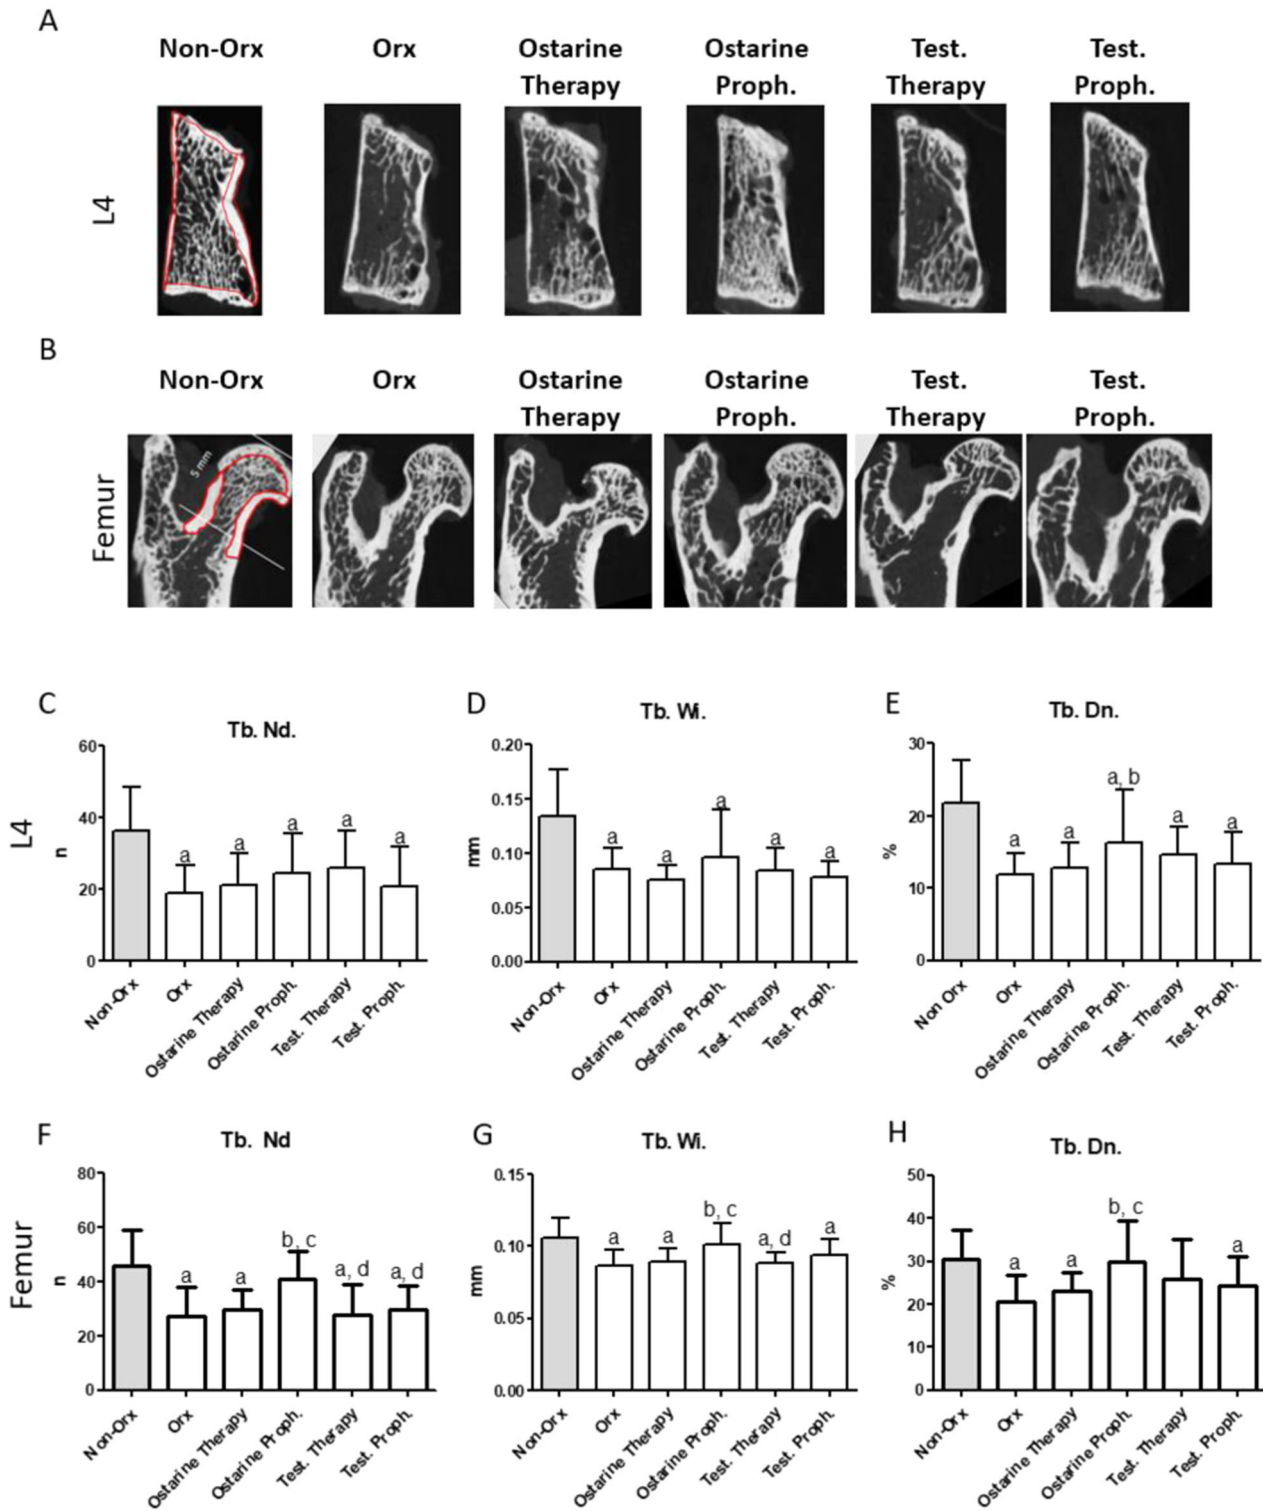 A
Non-Orx Orx Ostarine Therapy Ostarine Proph. Test. Therapy Test. Proph.
L4
B
Non-Orx Orx Ostarine Therapy Ostarine Proph. Test. Therapy Test. Proph.
5 mm
Femur
C
Tb. Nd.
60
40
20
0
n
L4
a a a a a
Non-Orx Orx Ostarine Therapy Ostarine Proph. Test. Therapy Test. Proph.
D
Tb. Wi.
0.20
0.15
0.10
0.05
0.00
mm
a a a a a
Non-Orx Orx Ostarine Therapy Ostarine Proph. Test. Therapy Test. Proph.
E
Tb. Dn.
30
20
10
0
%
a a a, b a a
Non Orx Orx Ostarine Therapy Ostarine Proph. Test. Therapy Test. Proph.
F
Tb. Nd
80
60
40
20
0
n
Femur
a a b, c a, d a, d
Non-Orx Orx Ostarine Therapy Ostarine Proph. Test. Therapy Test. Proph.
G
Tb. Wi.
0.15
0.10
0.05
0.00
mm
a a b, c a, d a
Non-Orx Orx Ostarine Therapy Ostarine Proph. Test. Therapy Test. Proph.
H
Tb. Dn.
50
40
30
20
10
0
%
a a b, c a
Non-Orx Orx Ostarine Therapy Ostarine Proph. Test. Therapy Test. Proph.